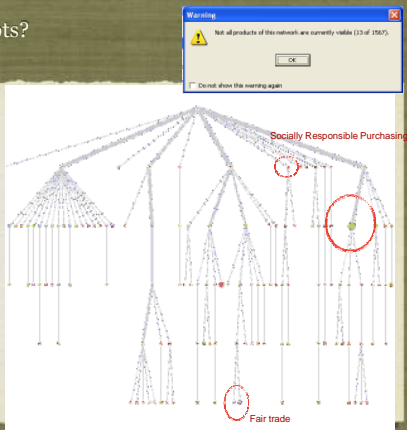 ots?
Warning
Not all products of this network are currently visible (13 of 1567).
OK
Do not show this warning again
Socially Responsible Purchasing
Fair trade